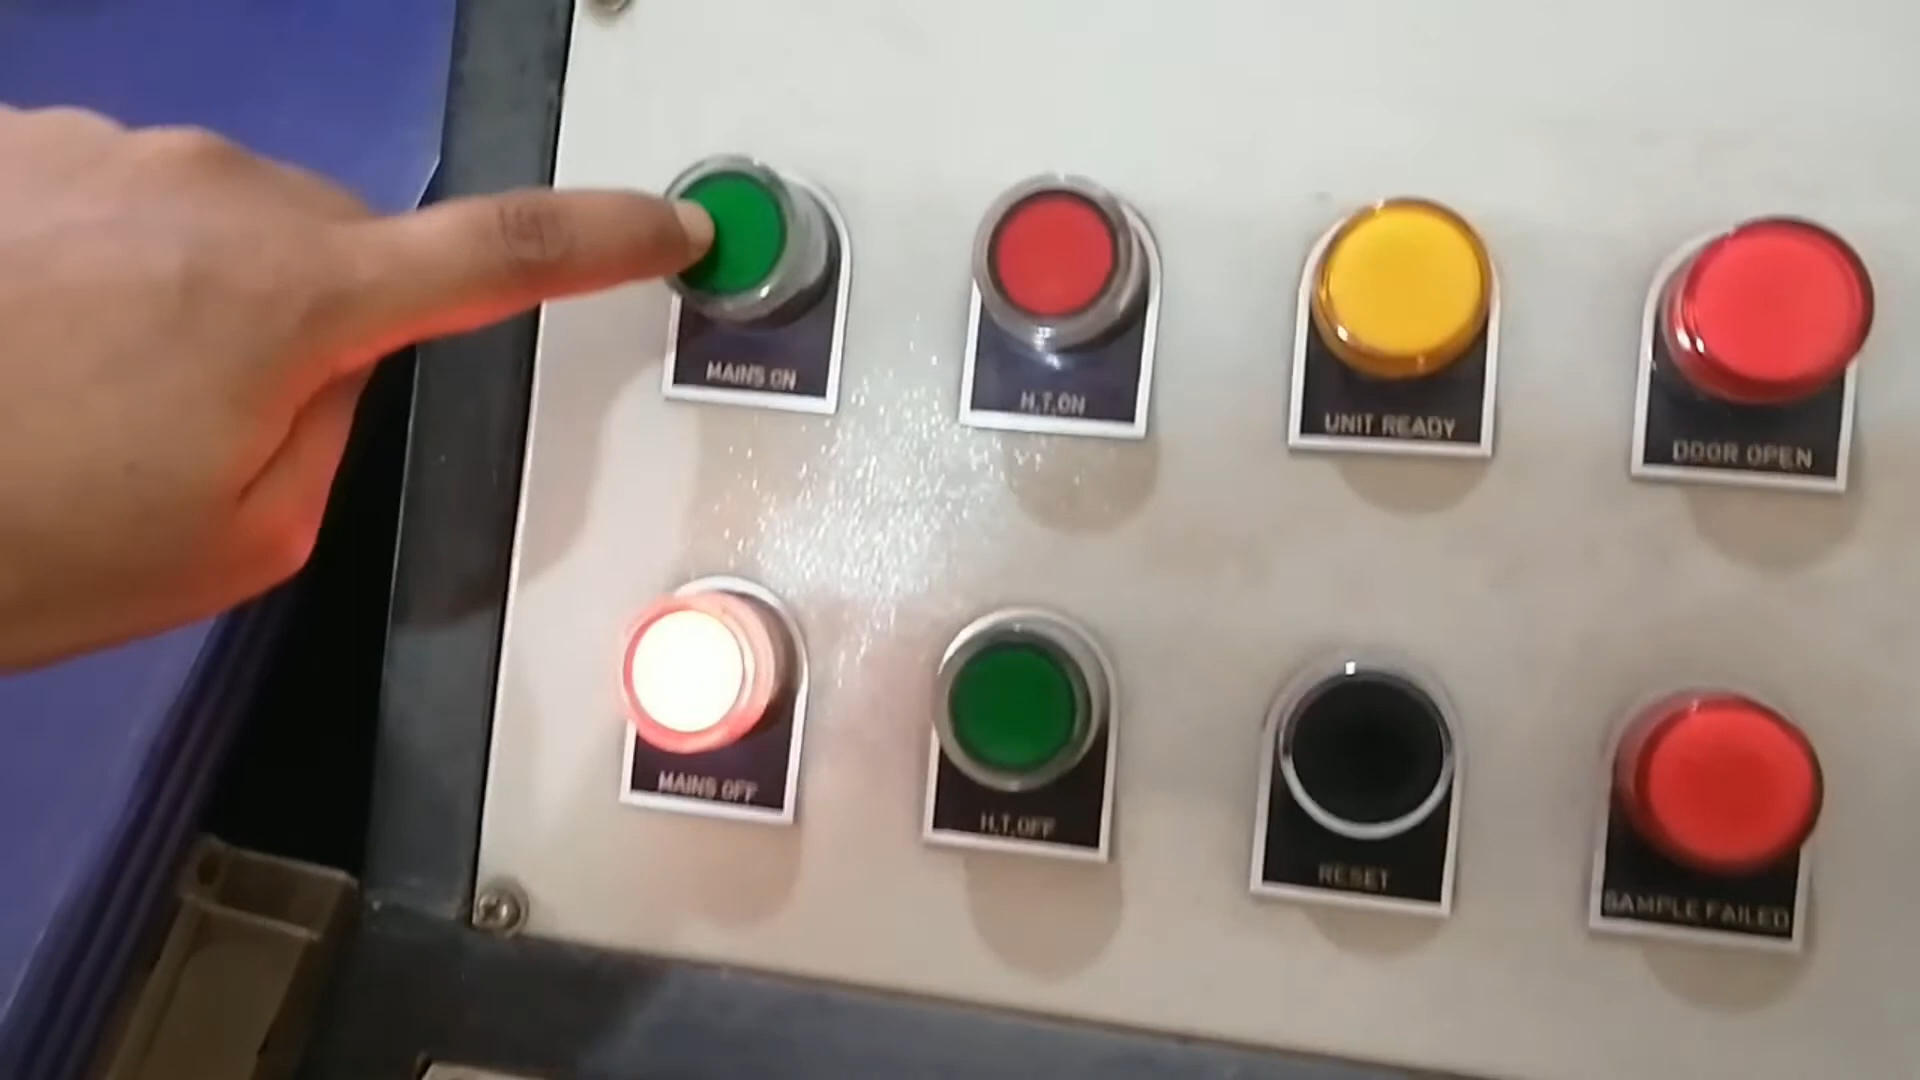 MAINS ON
H.T.ON
UNIT READY
DOOR OPEN
MAINS OFF
H.T.OFF
RESET
SAMPLE FAILED